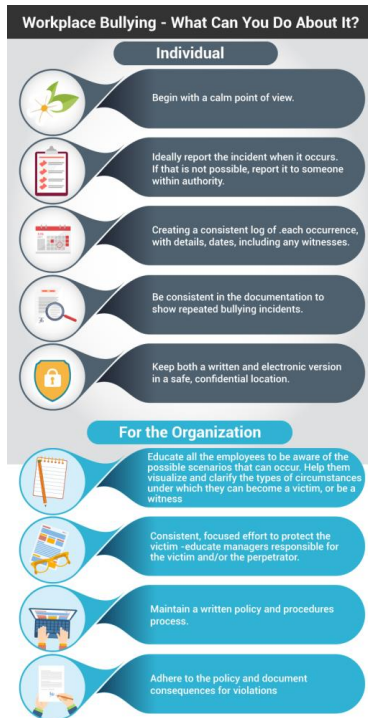 Workplace Bullying - What Can You Do About It?
Individual
Begin with a calm point of view.
Ideally report the incident when it occurs.
If that is not possible, report it to someone
within authority.
Creating a consistent log of .each occurrence,
with details, dates, including any witnesses.
Be consistent in the documentation to
show repeated bullying incidents.
Keep both a written and electronic version
in a safe, confidential location.
For the Organization
Educate all the employees to be aware of the
possible scenarios that can occur. Help them
visualize and clarify the types of circumstances
under which they can become a victim, or be a
witness
Consistent, focused effort to protect the
victim -educate managers responsible for
the victim and/or the perpetrator.
Maintain a written policy and procedures
process.
Adhere to the policy and document
consequences for violations